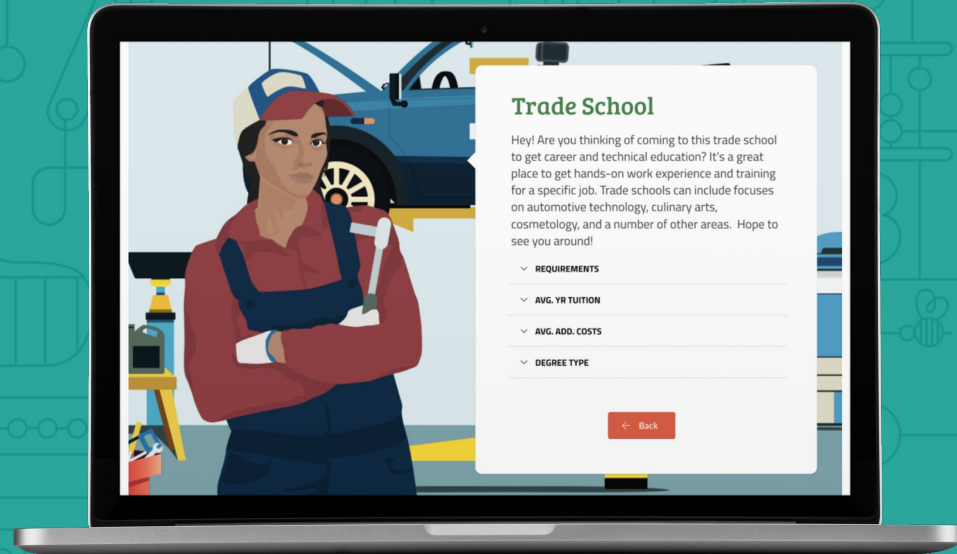 Trade School
Hey! Are you thinking of coming to this trade school
to get career and technical education? It's a great
place to get hands-on work experience and training
for a specific job. Trade schools can include focuses
on automotive technology, culinary arts,
cosmetology, and a number of other areas.  Hope to
see you around!
REQUIREMENTS
AVG. YR TUITION
AVG. ADD. COSTS
DEGREE TYPE
Back